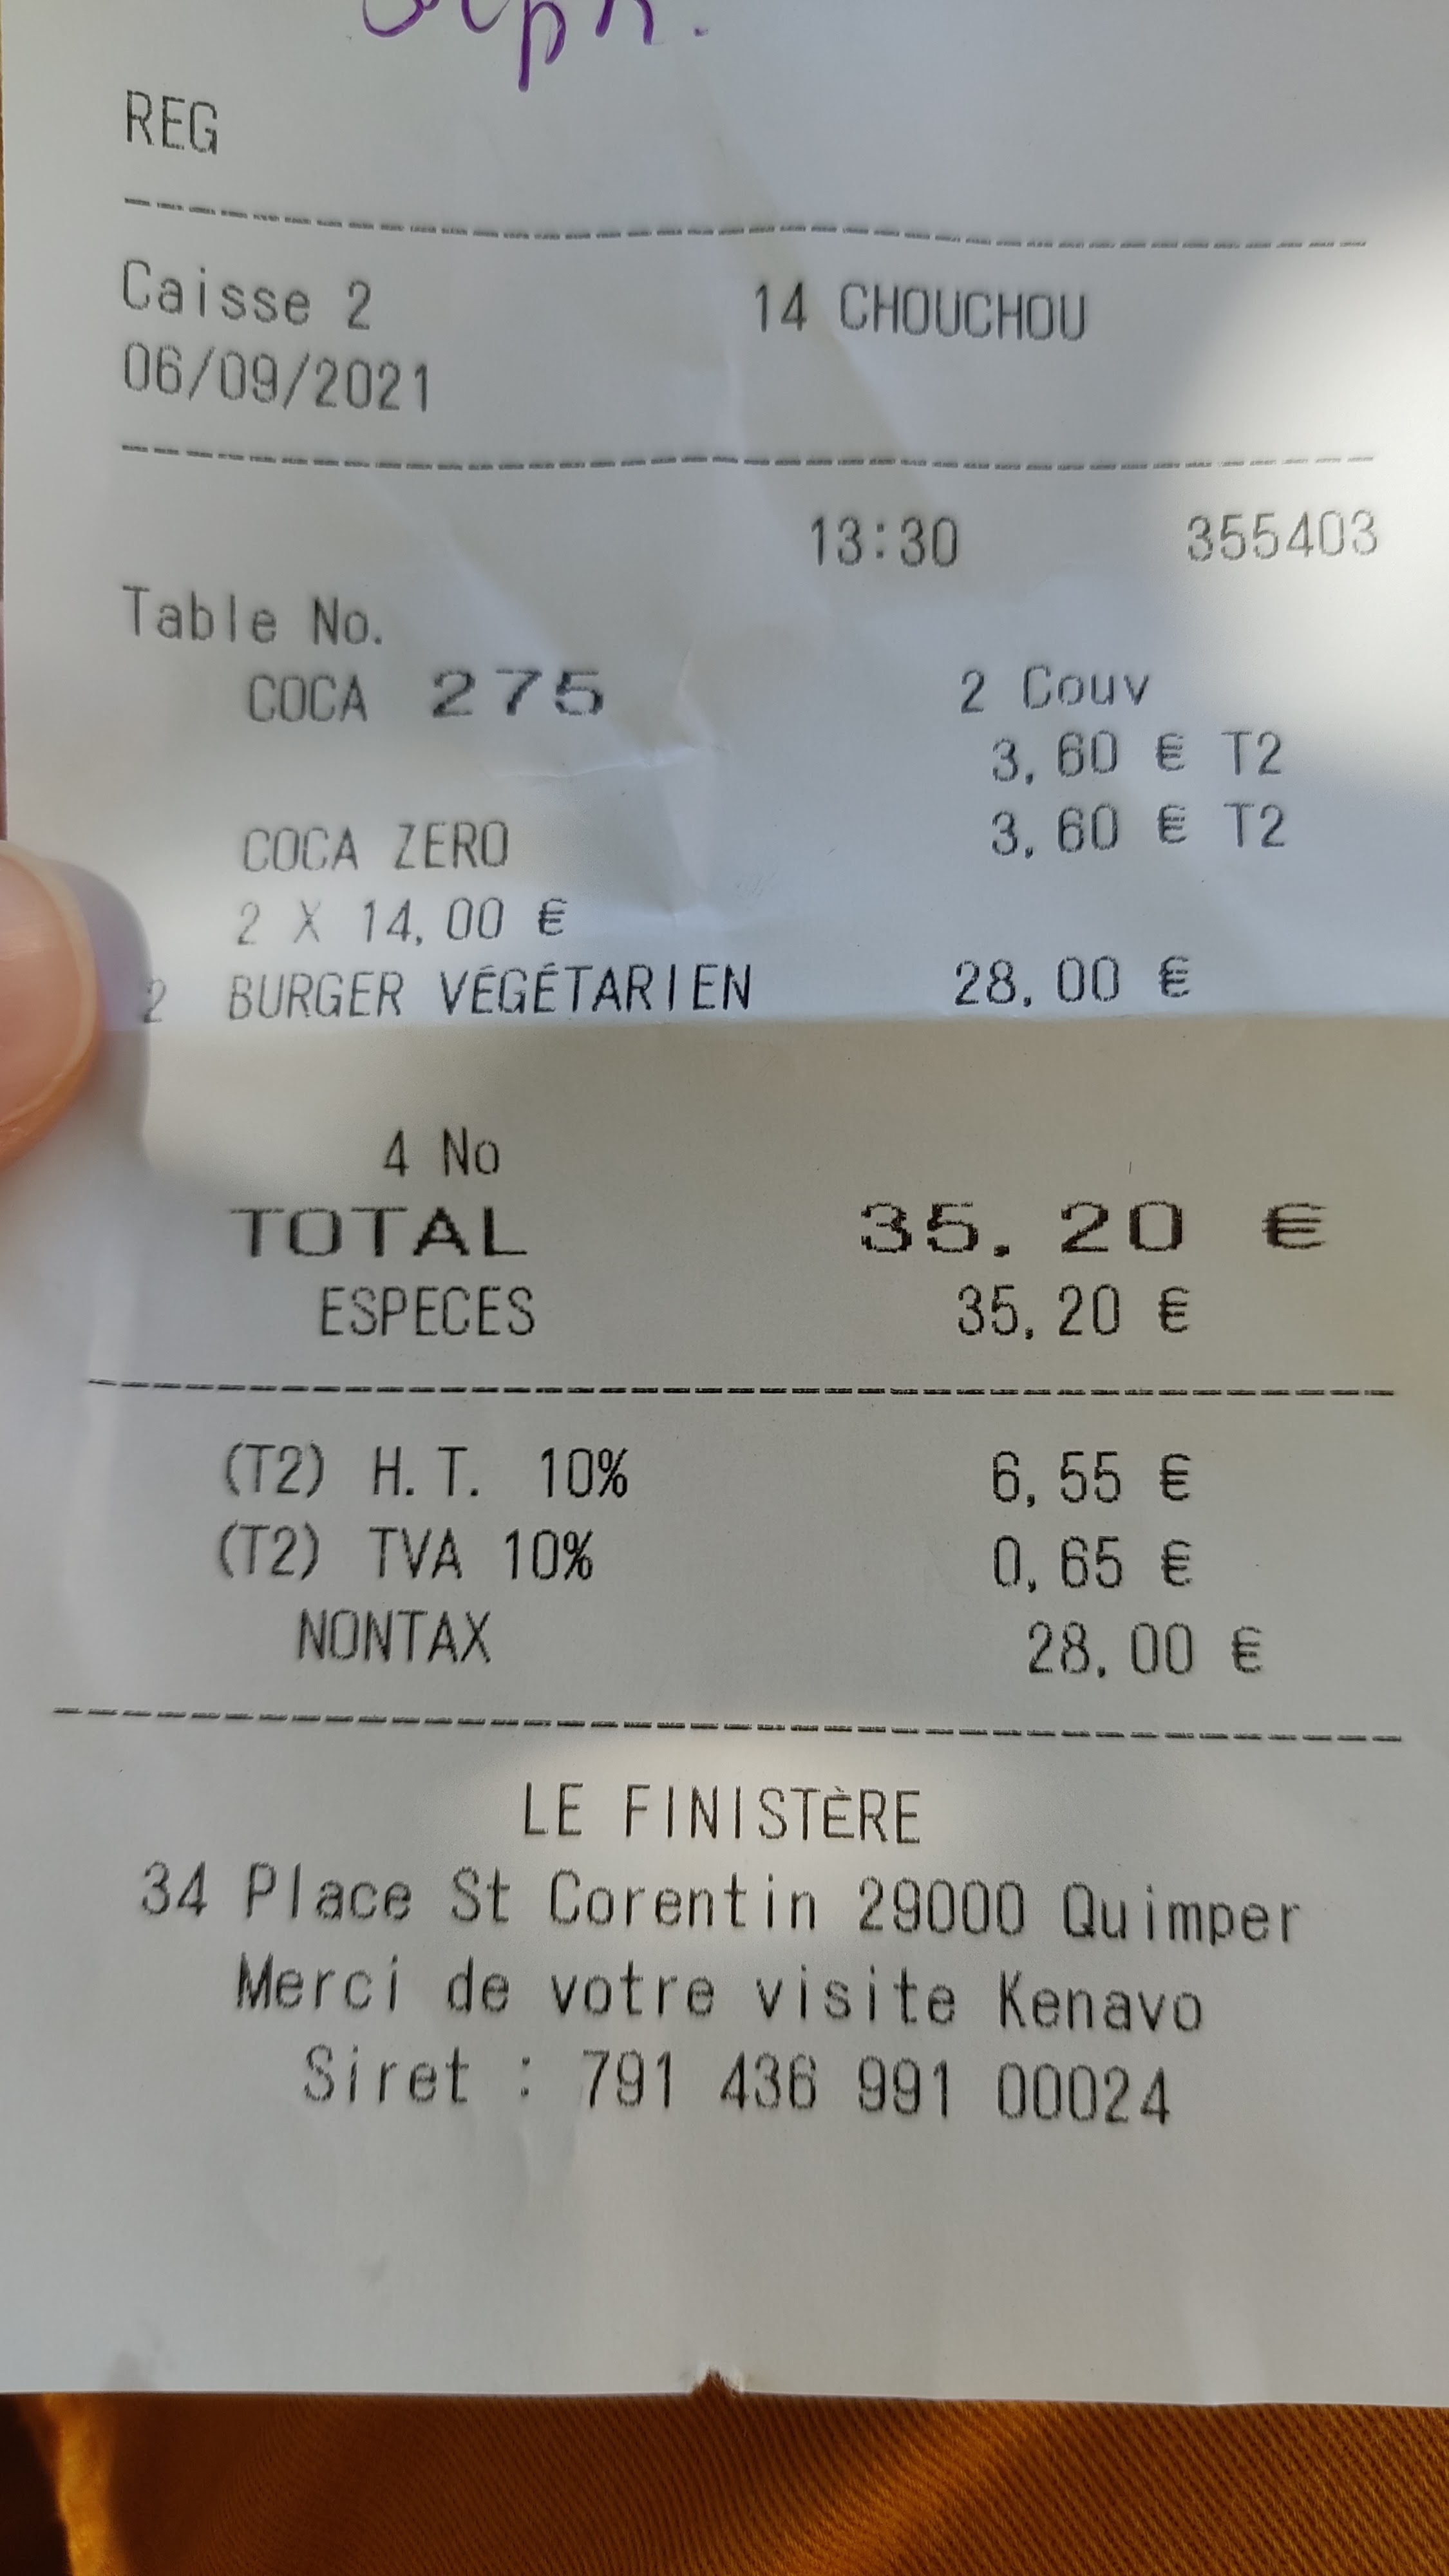 REG
Caisse 2 14 CHOUCHOU
06/09/2021
13:30 355403
Table No.
COCA 275 2 Couv
3,60 € T2
COCA ZERO 3,60 € T2
2 X 14,00 €
2 BURGER VÉGÉTARIEN 28,00 €
4 No
TOTAL 35.20 €
ESPECES 35,20 €
(T2) H.T. 10% 6,55 €
(T2) TVA 10% 0,65 €
NONTAX 28,00 €
LE FINISTÈRE
34 Place St Corentin 29000 Quimper
Merci de votre visite Kenavo
Siret : 791 436 991 00024